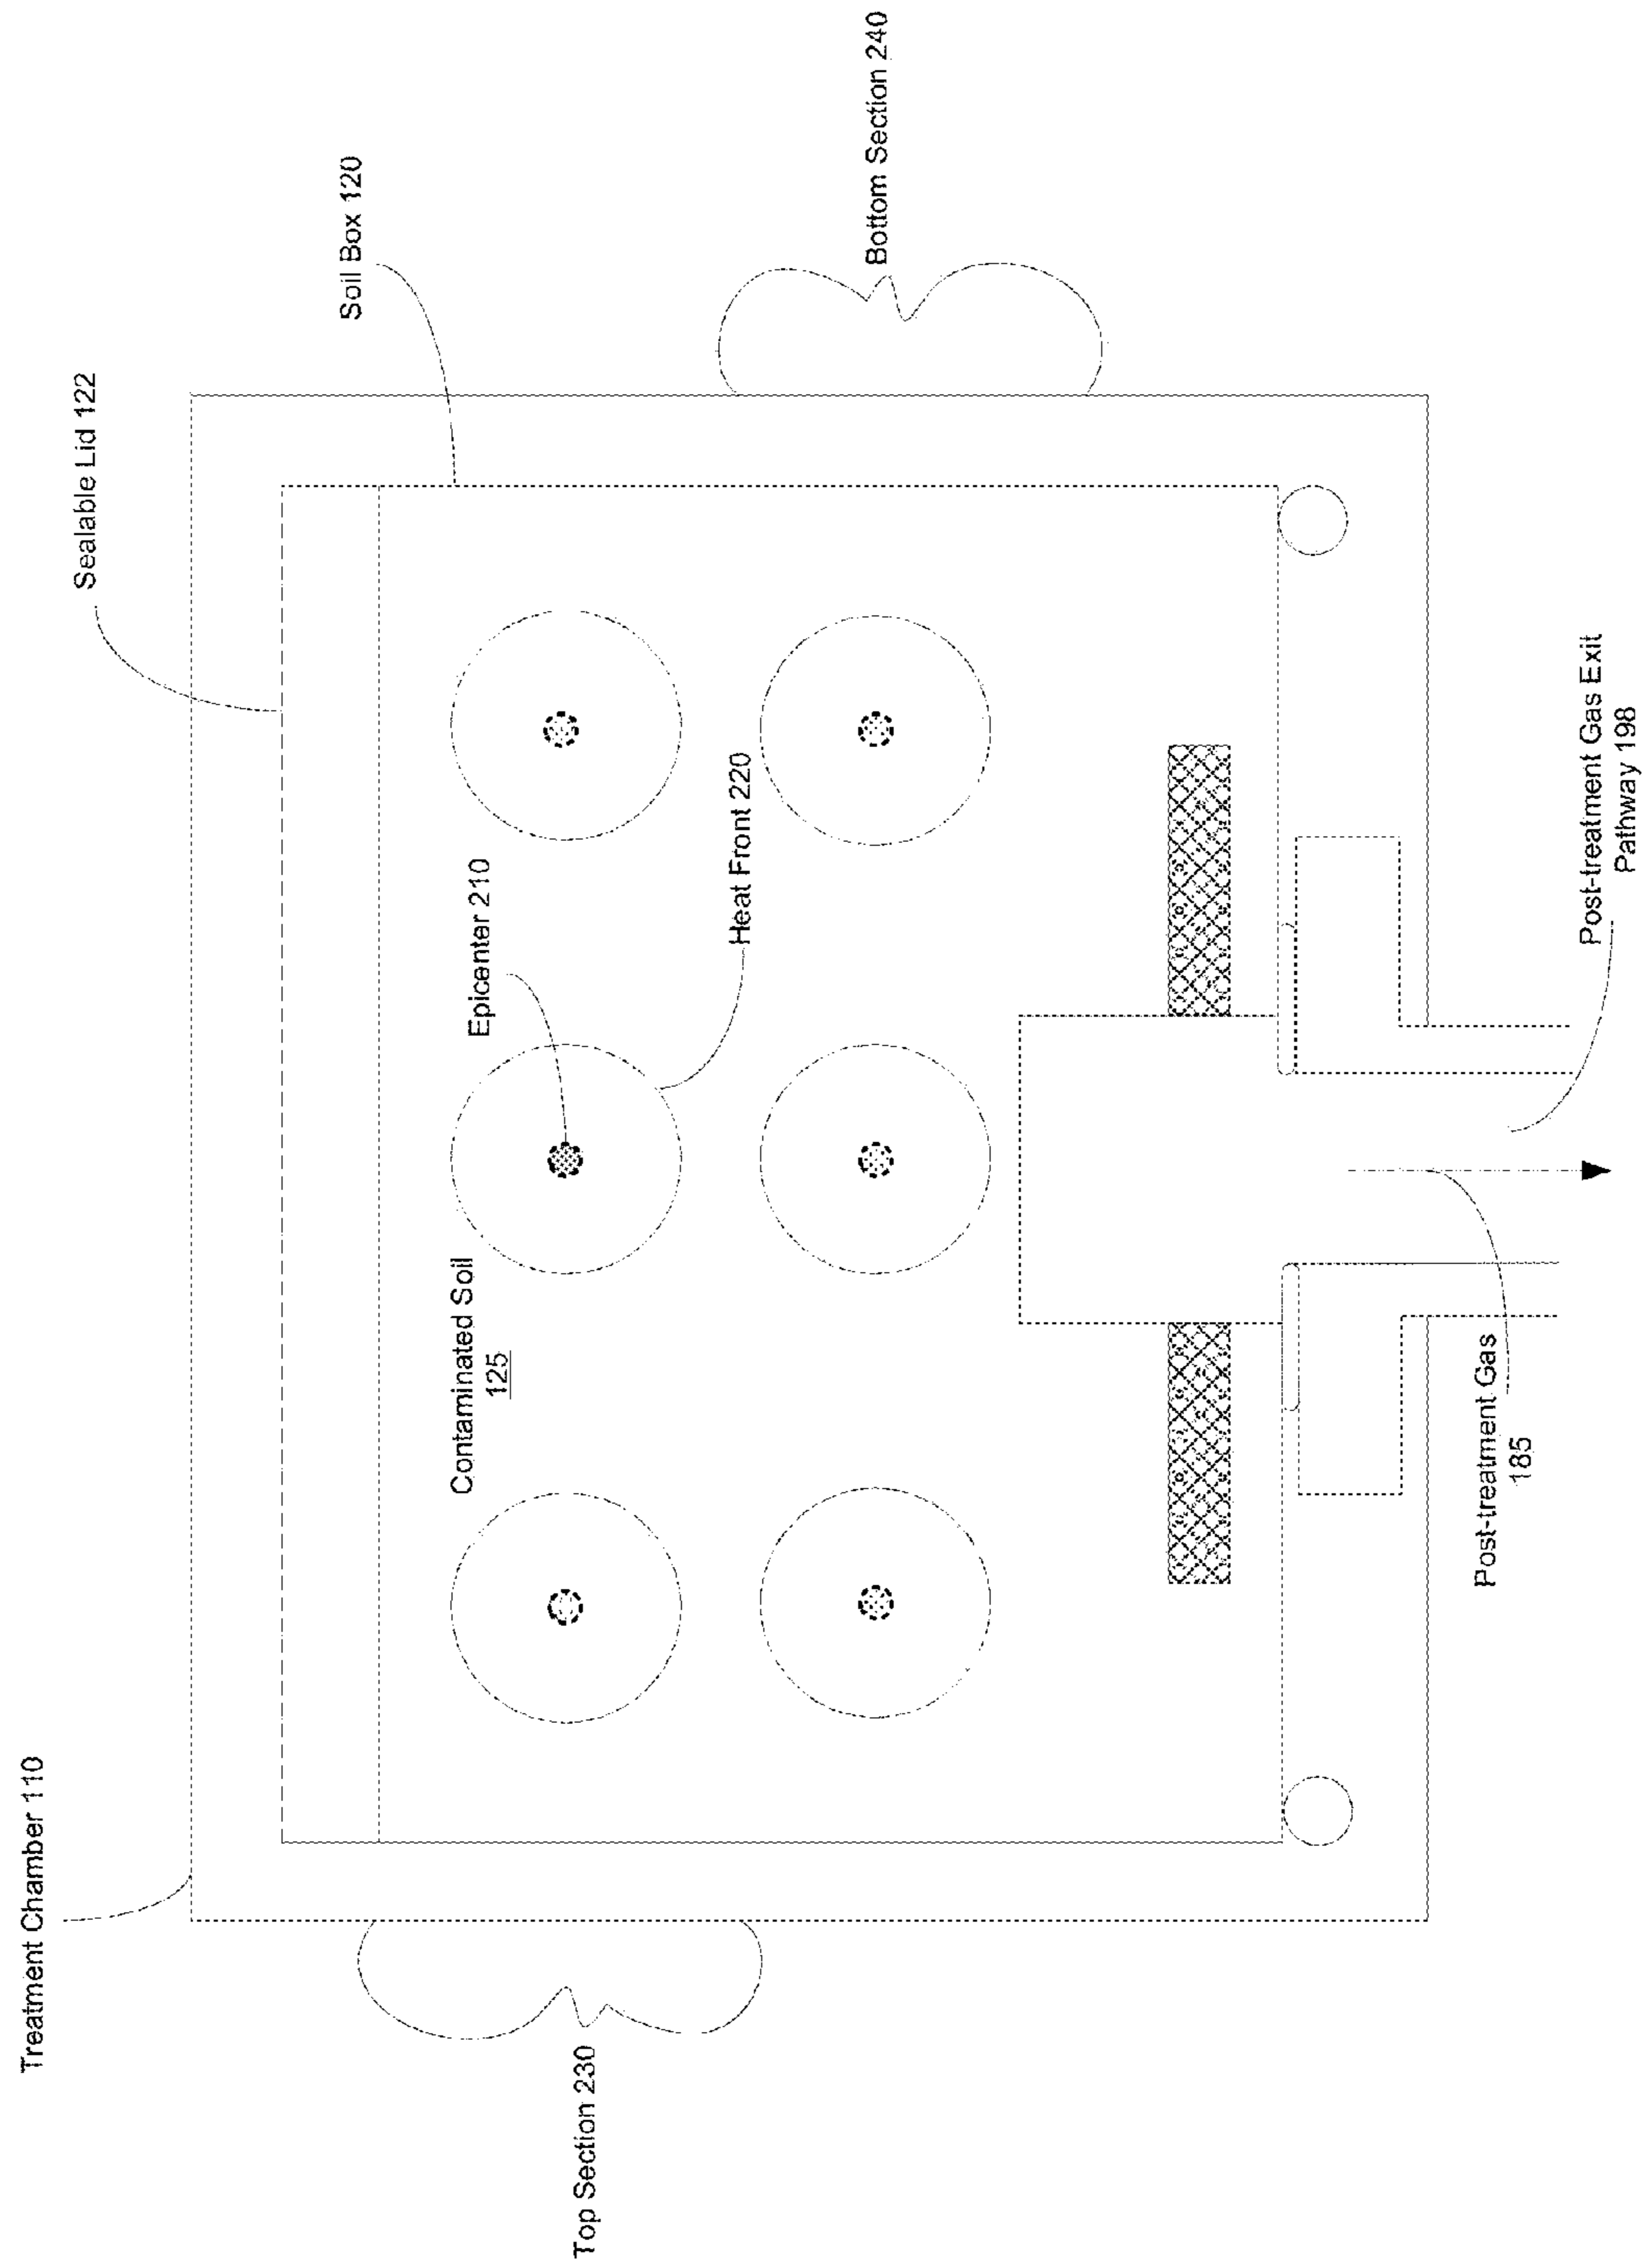 Treatment Chamber 110
Sealable Lid 122
Soil Box 120
Top Section 230
Contaminated Soil
125
Epicenter 210
Heat Front 220
Bottom Section 240
Post-treatment Gas
185
Post-treatment Gas Exit
Pathway 198